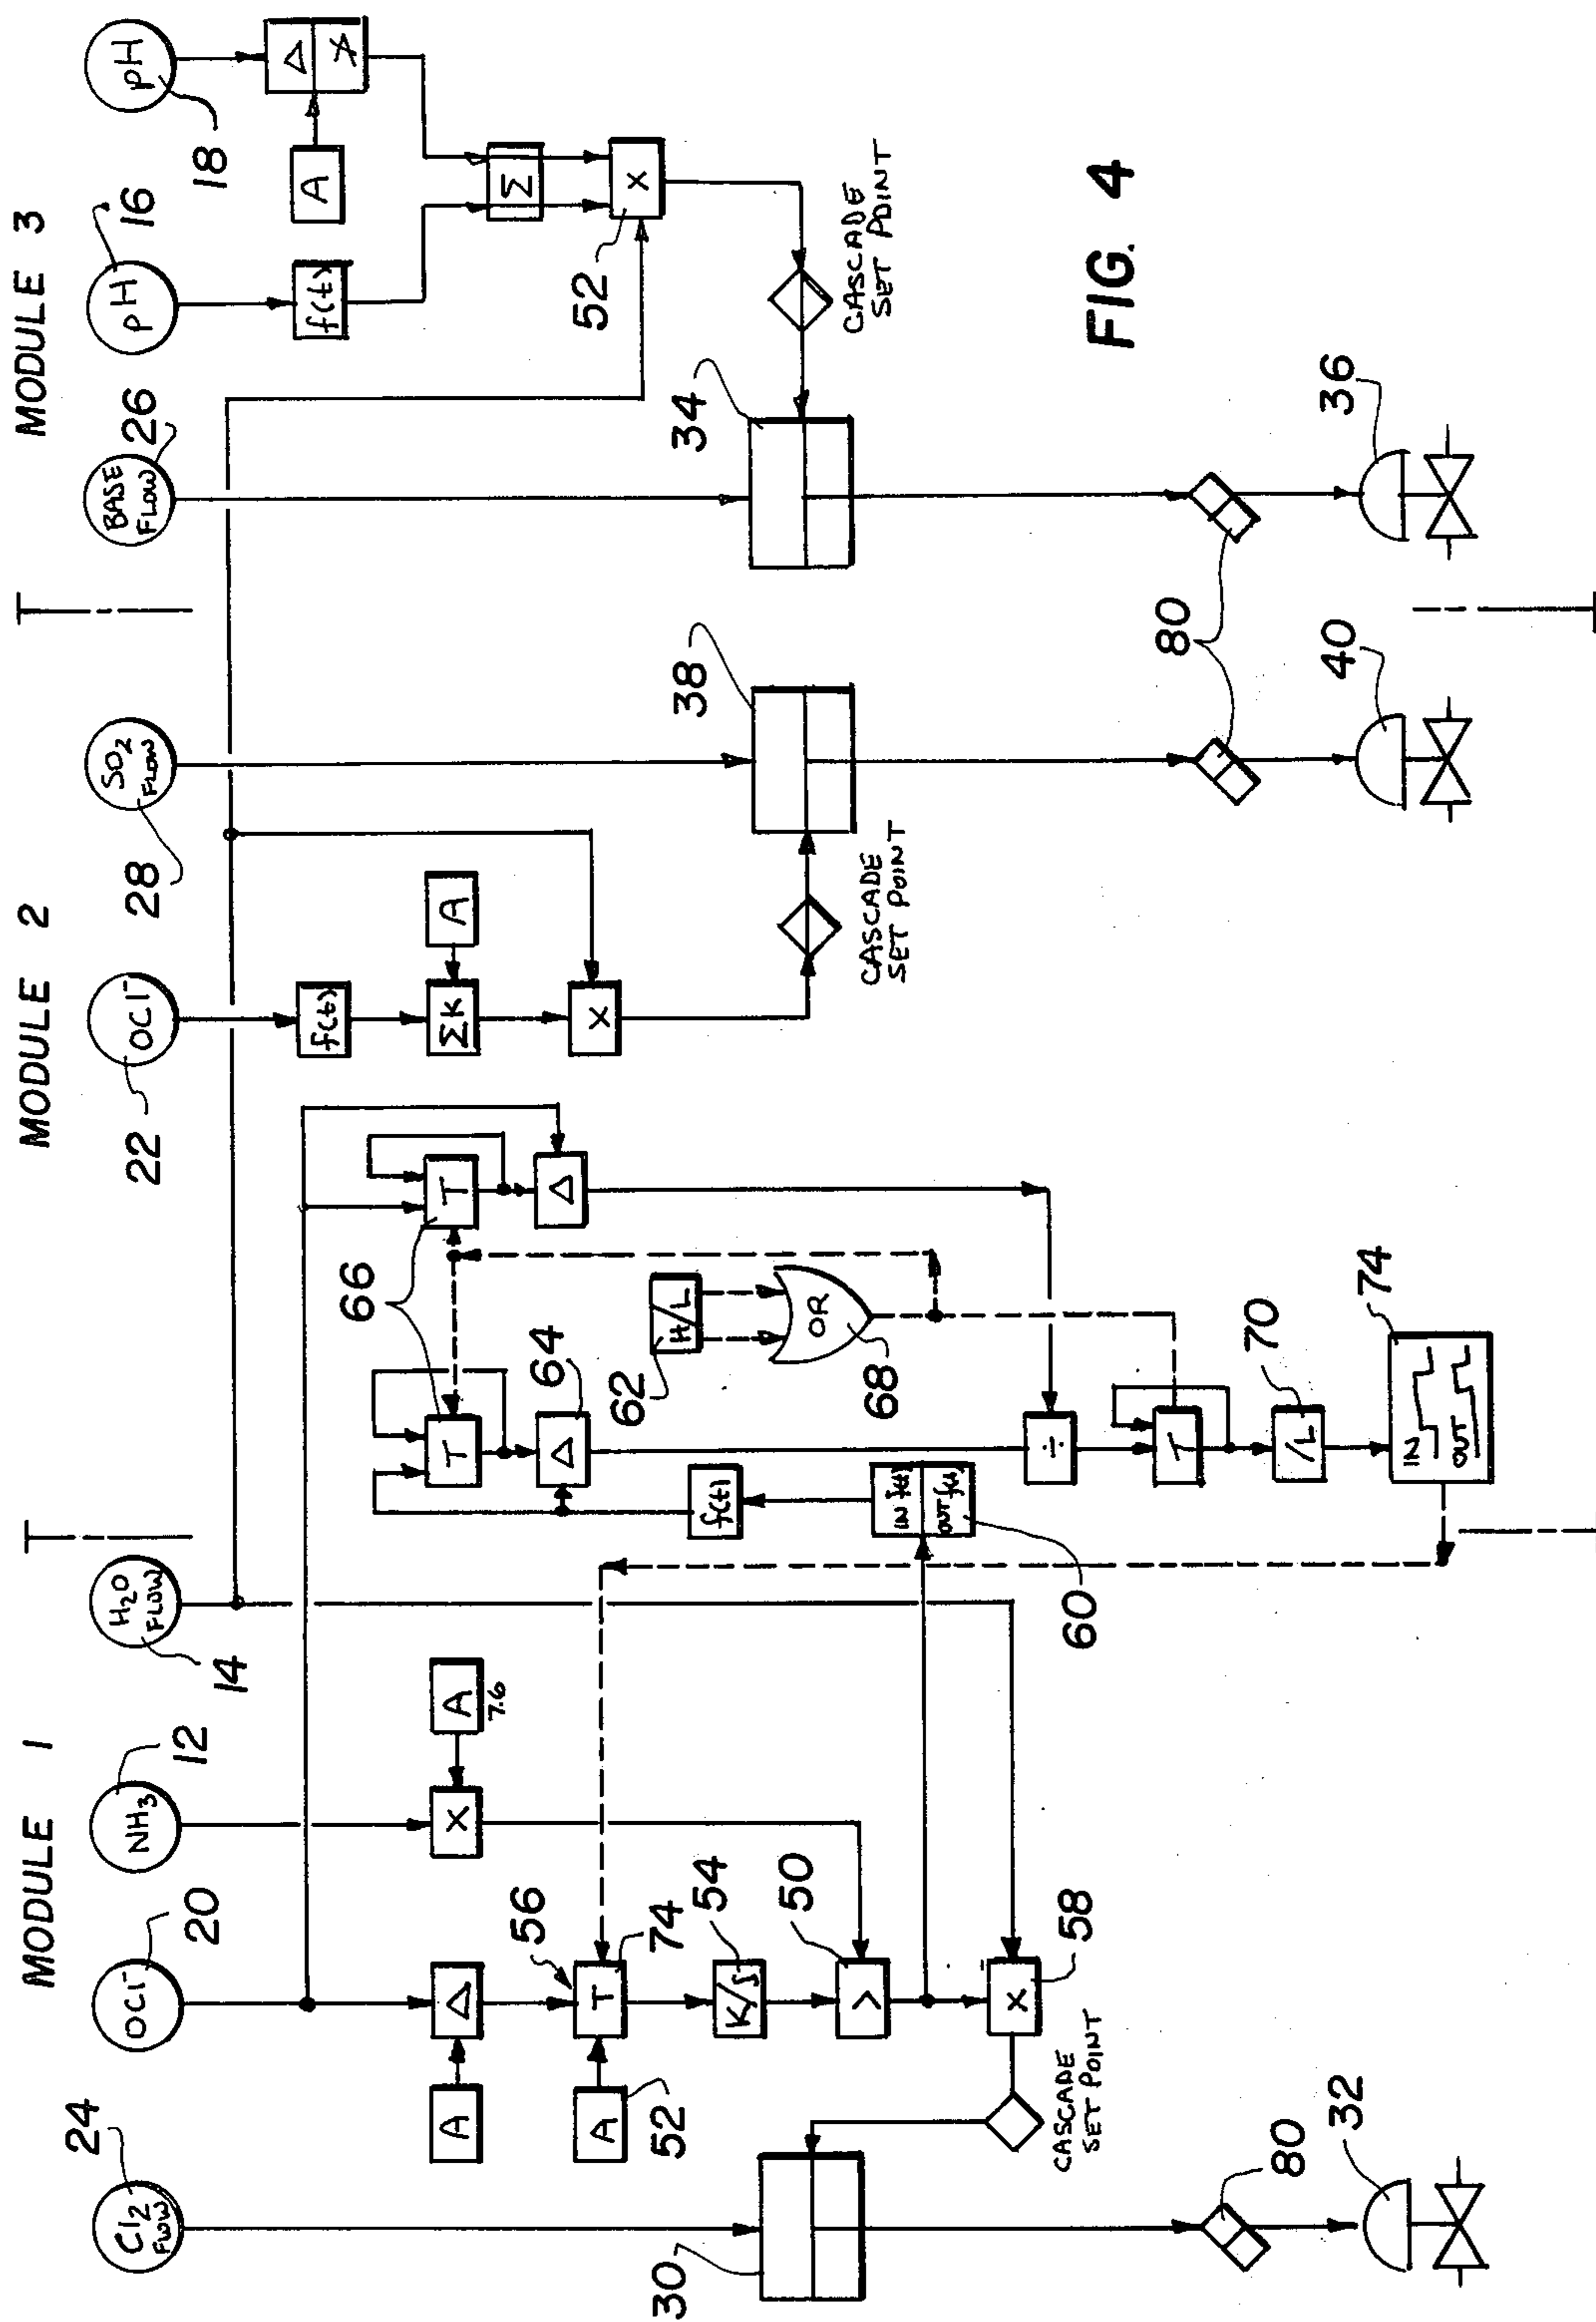 MODULE 1
MODULE 2
MODULE 3
24
Cl2
FLOW
OCl-
20
NH3
12
H2O
FLOW
14
22
OCl-
28
SO2
FLOW
BASE
FLOW
26
pH
16
pH
18
A
Δ
X
A
7.6
A
52
T
56
74
K/∫
54
>
50
X
58
CASCADE
SET POINT
30
80
32
T
66
T
Δ
64
Δ
f(t)
IN f(t)
OUT f(t)
60
62
H/L
OR
68
÷
T
/L
70
IN
OUT
74
f(t)
ΣK
A
X
CASCADE
SET POINT
38
80
40
f(t)
A
Δ
Σ
X
52
CASCADE
SET POINT
34
36
FIG. 4